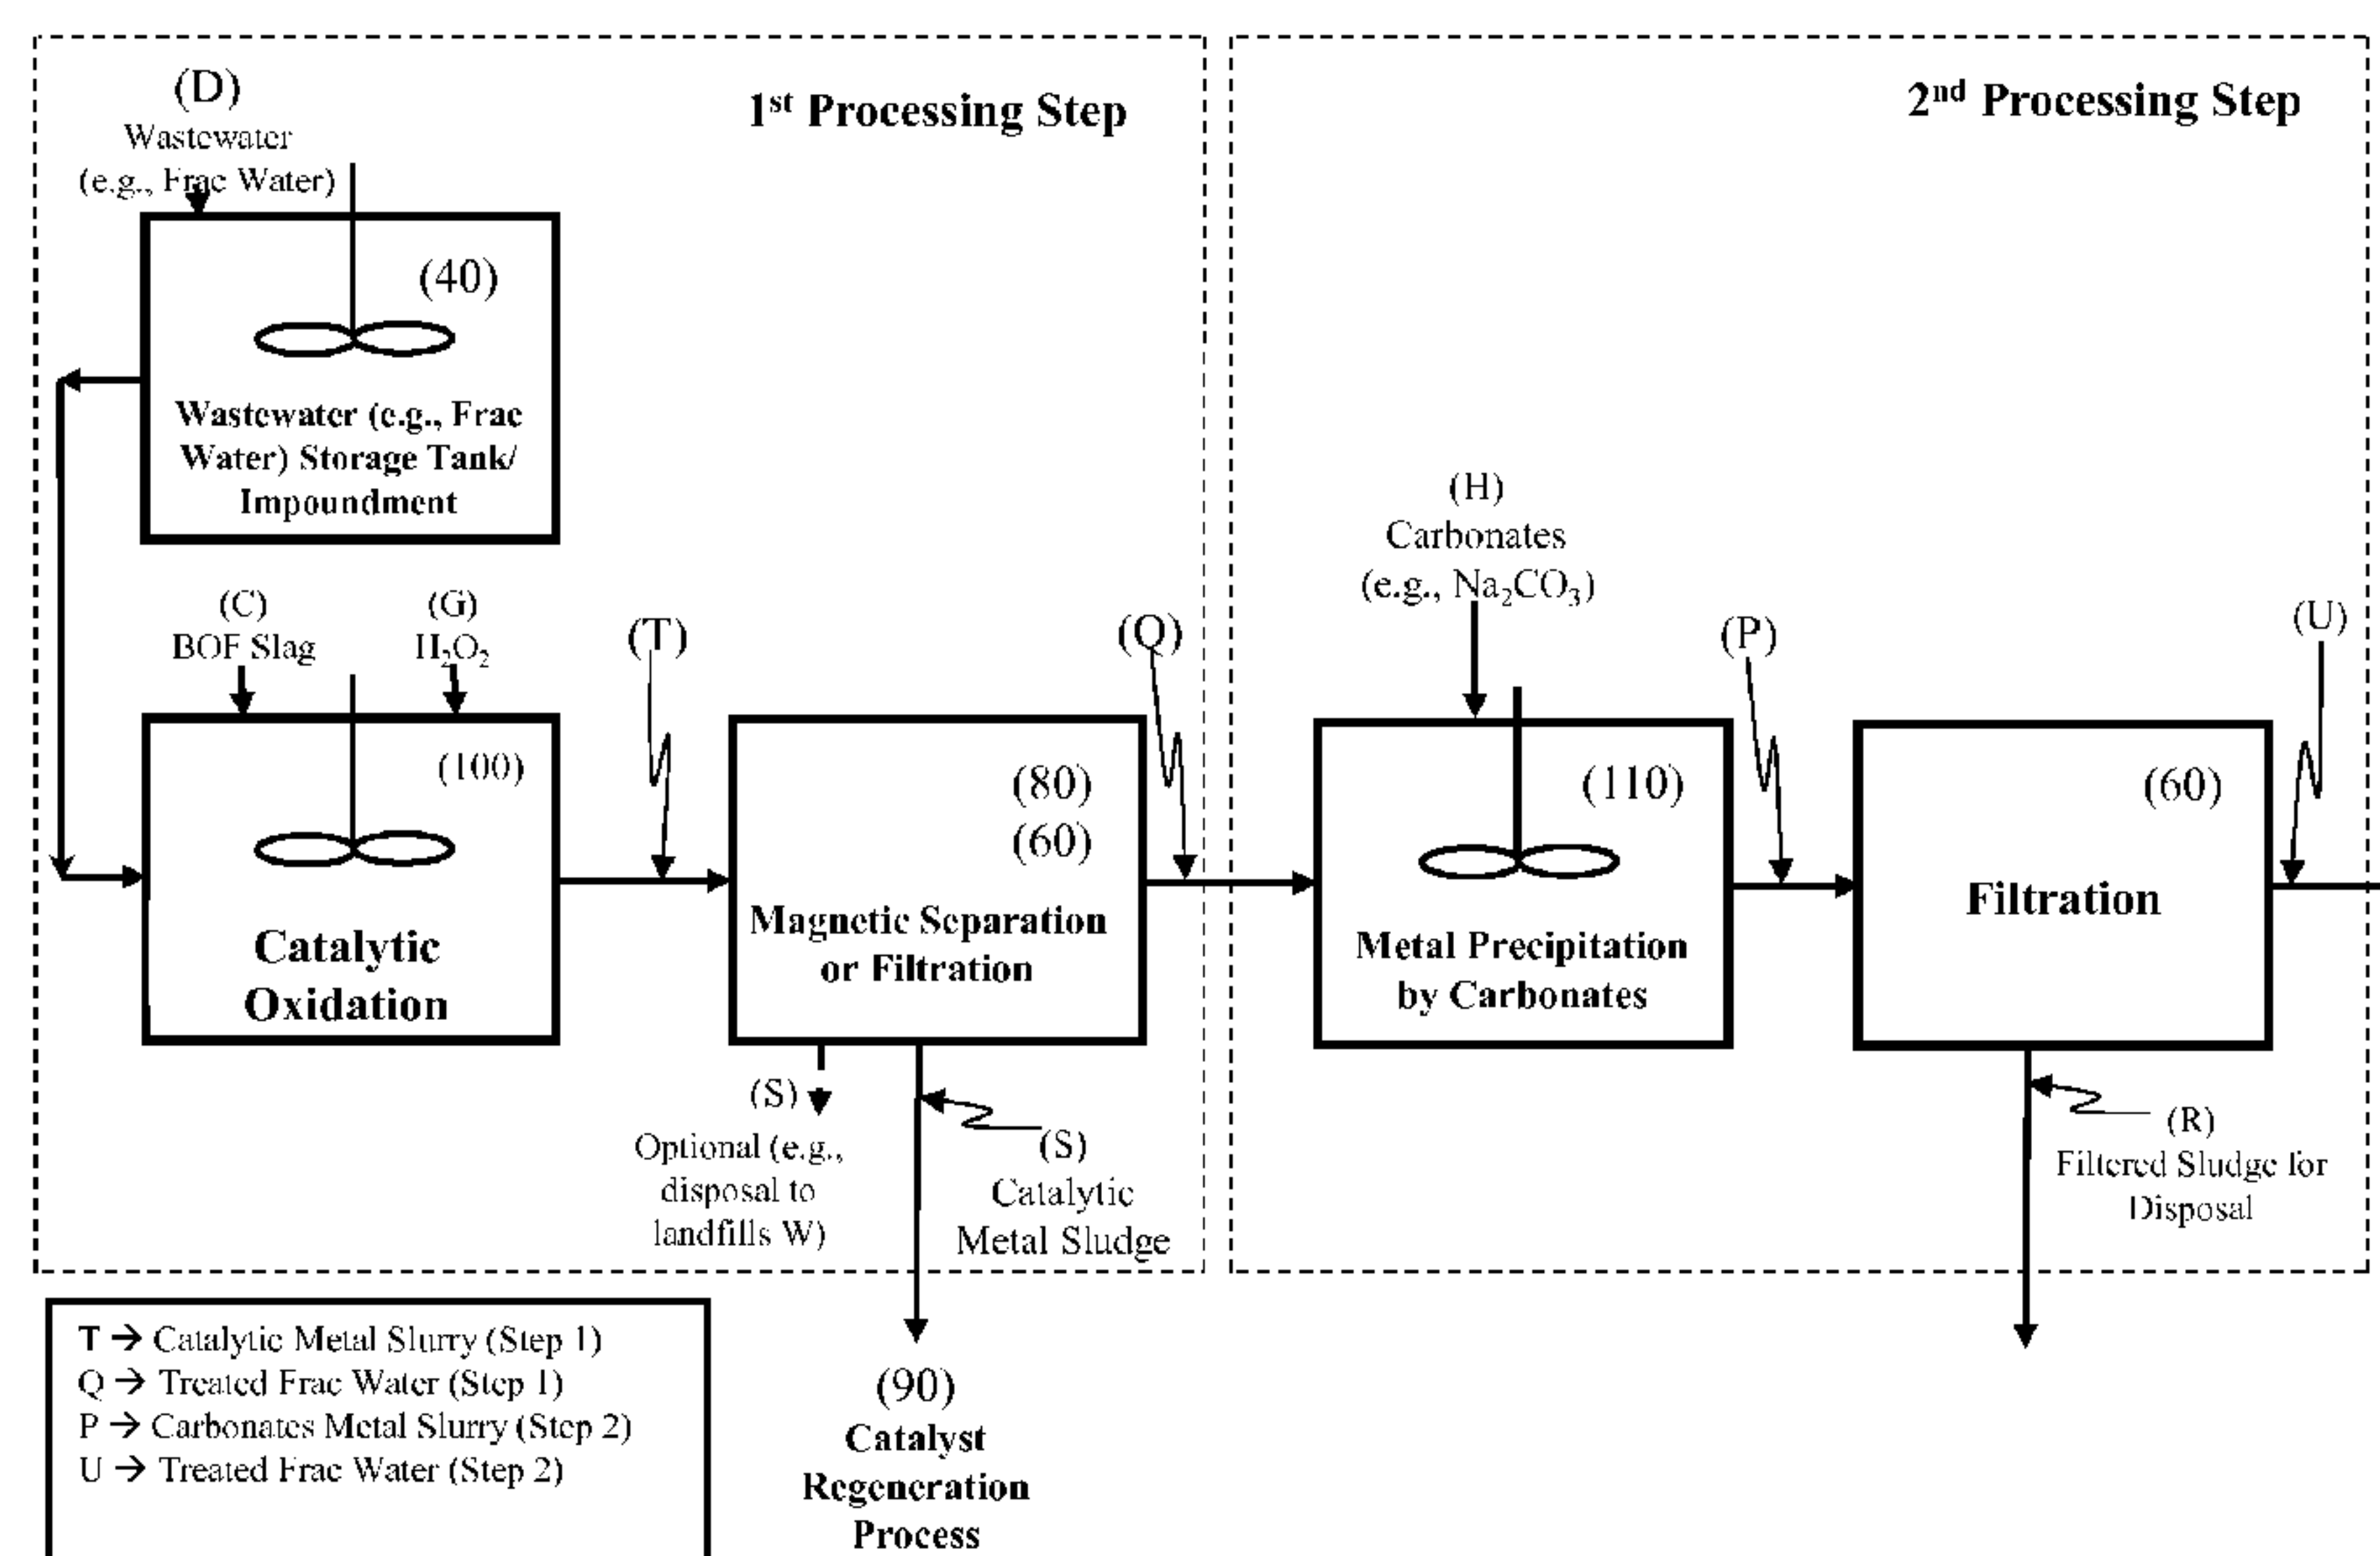 1st Processing Step
2nd Processing Step
(D)
Wastewater
(e.g., Frac Water)
(40)
Wastewater (e.g., Frac
Water) Storage Tank/
Impoundment
(C)
BOF Slag
(G)
H₂O₂
(T)
(Q)
(100)
Catalytic
Oxidation
(80)
(60)
Magnetic Separation
or Filtration
(S)
Optional (e.g.,
disposal to
landfills W)
(S)
Catalytic
Metal Sludge
(90)
Catalyst
Regeneration
Process
(H)
Carbonates
(e.g., Na₂CO₃)
(P)
(U)
(110)
Metal Precipitation
by Carbonates
(60)
Filtration
(R)
Filtered Sludge for
Disposal
T → Catalytic Metal Slurry (Step 1)
Q → Treated Frac Water (Step 1)
P → Carbonates Metal Slurry (Step 2)
U → Treated Frac Water (Step 2)